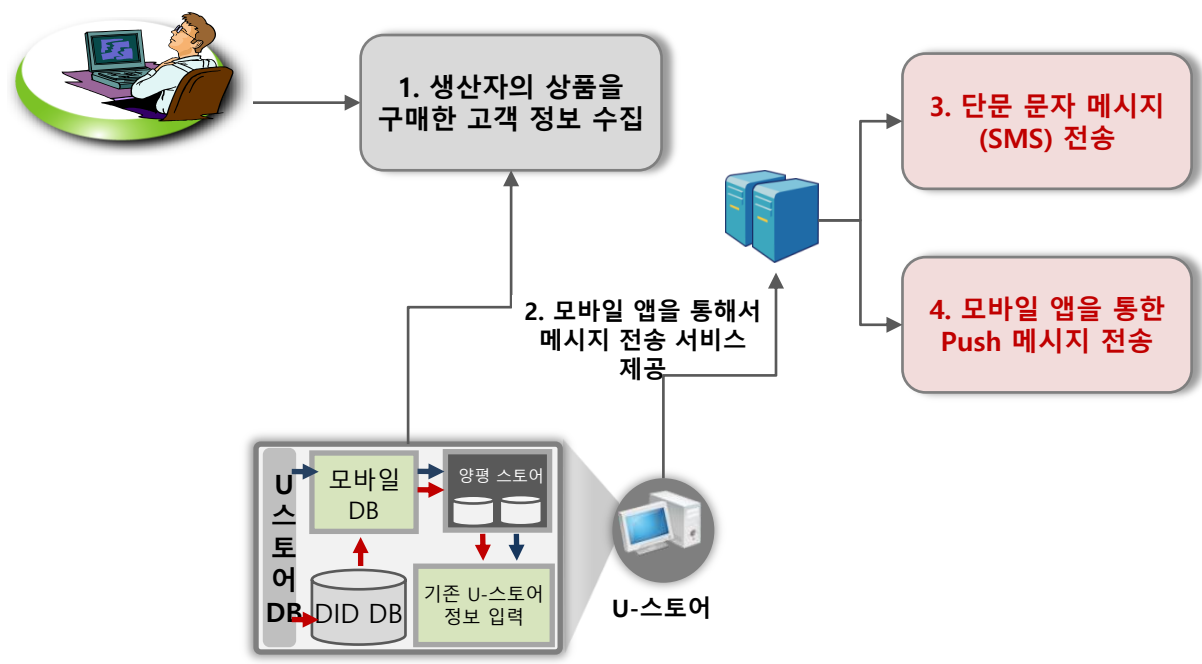 1. 생산자의 상품을
구매한 고객 정보 수집
3. 단문 문자 메시지
(SMS) 전송
2. 모바일 앱을 통해서
메시지 전송 서비스
제공
4. 모바일 앱을 통한
Push 메시지 전송
U
스
토
어
DB
모바일
DB
양평 스토어
DID DB
기존 U-스토어
정보 입력
U-스토어